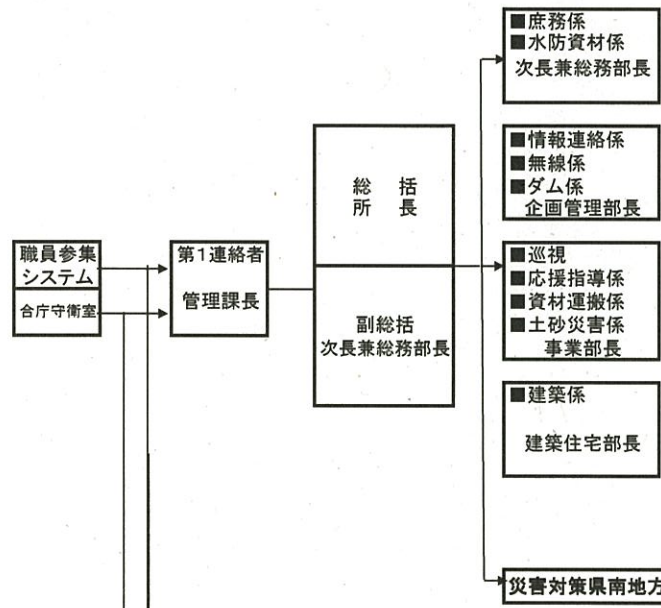 職員参集
システム
合庁守衛室
第1連絡者
管理課長
総 括
所 長
副総括
次長兼総務部長
■庶務係
■水防資材係
次長兼総務部長
■情報連絡係
■無線係
■ダム係
企画管理部長
■巡視
■応援指導係
■資材運搬係
■土砂災害係
事業部長
■建築係
建築住宅部長
災害対策県南地方